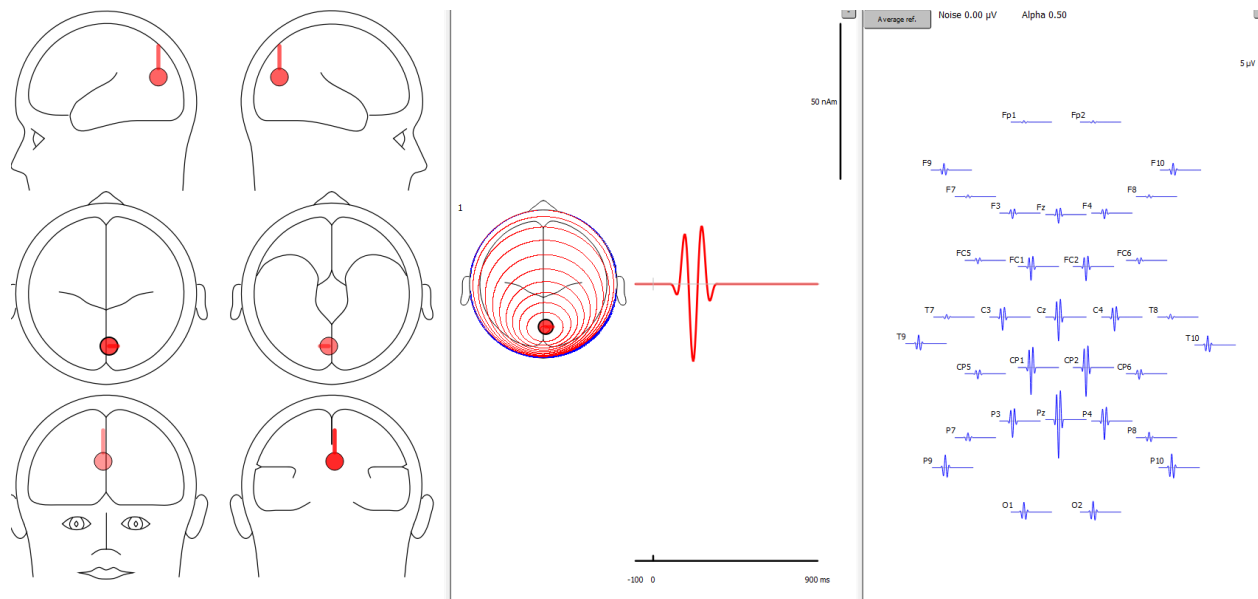 Average ref. Noise 0.00 µV Alpha 0.50
5 µV
50 nAm
1
-100 0 900 ms
Fp1 Fp2
F9 F10
F7 F8
F3 Fz F4
FC5 FC1 FC2 FC6
T7 C3 Cz C4 T8
T9 T10
CP5 CP1 CP2 CP6
P3 Pz P4
P7 P8
P9 P10
O1 O2